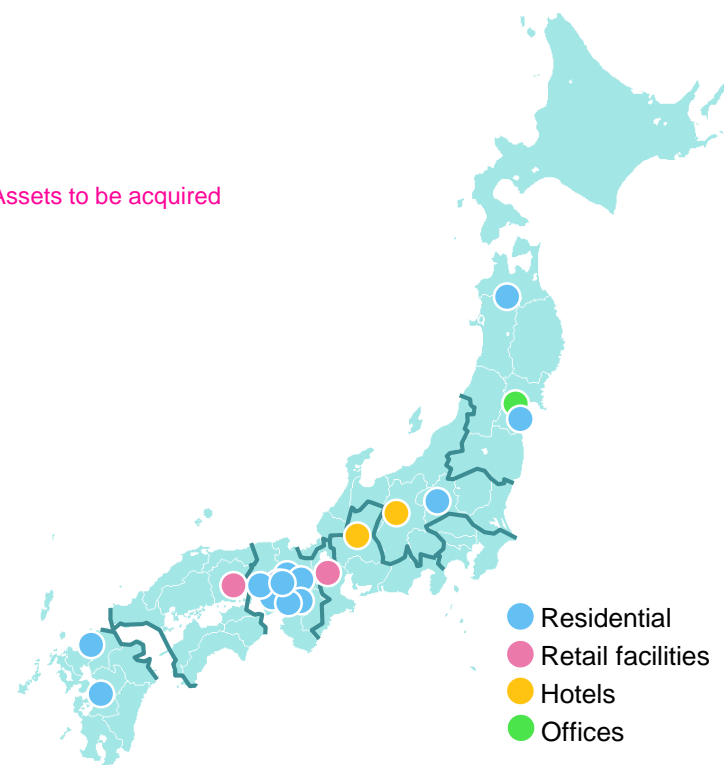 Assets to be acquired
Residential
Retail facilities
Hotels
Offices